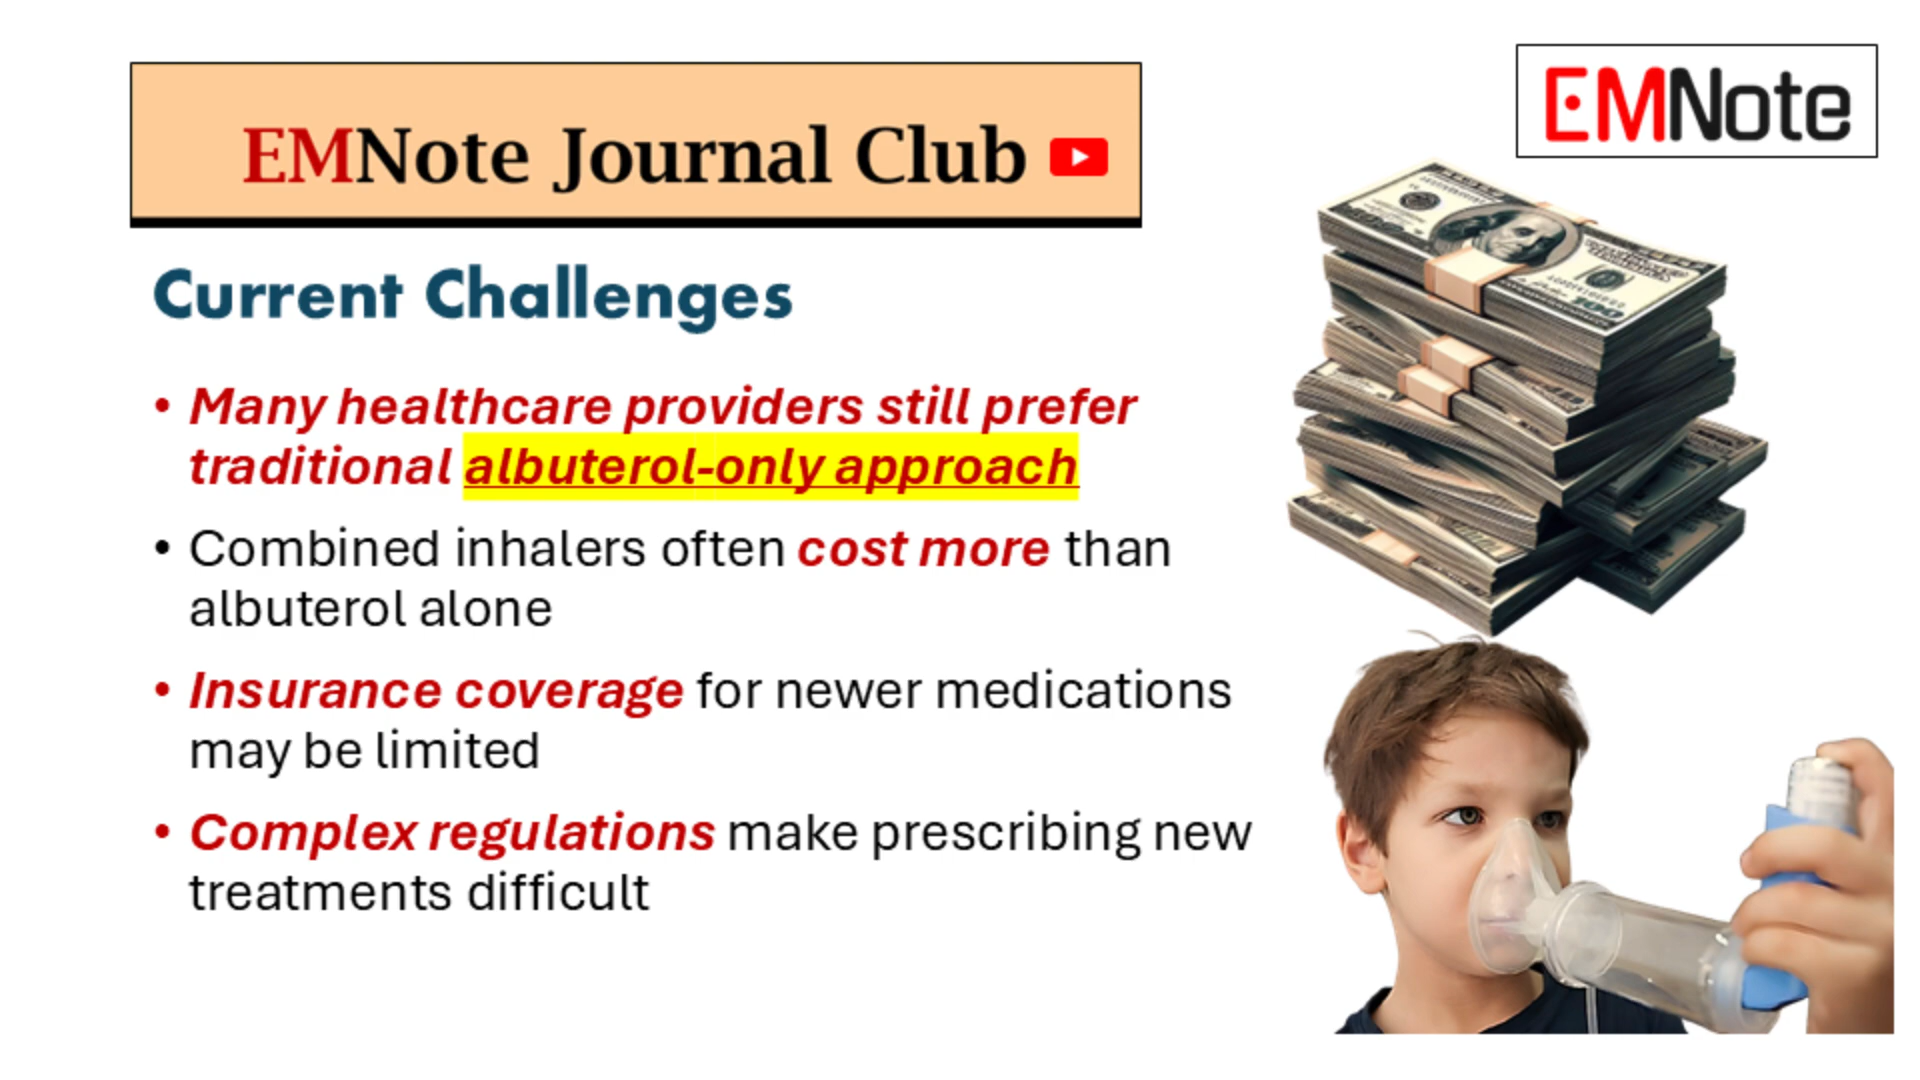 EMNote Journal Club
EMNote
Current Challenges
• Many healthcare providers still prefer
traditional albuterol-only approach
• Combined inhalers often cost more than
albuterol alone
• Insurance coverage for newer medications
may be limited
• Complex regulations make prescribing new
treatments difficult